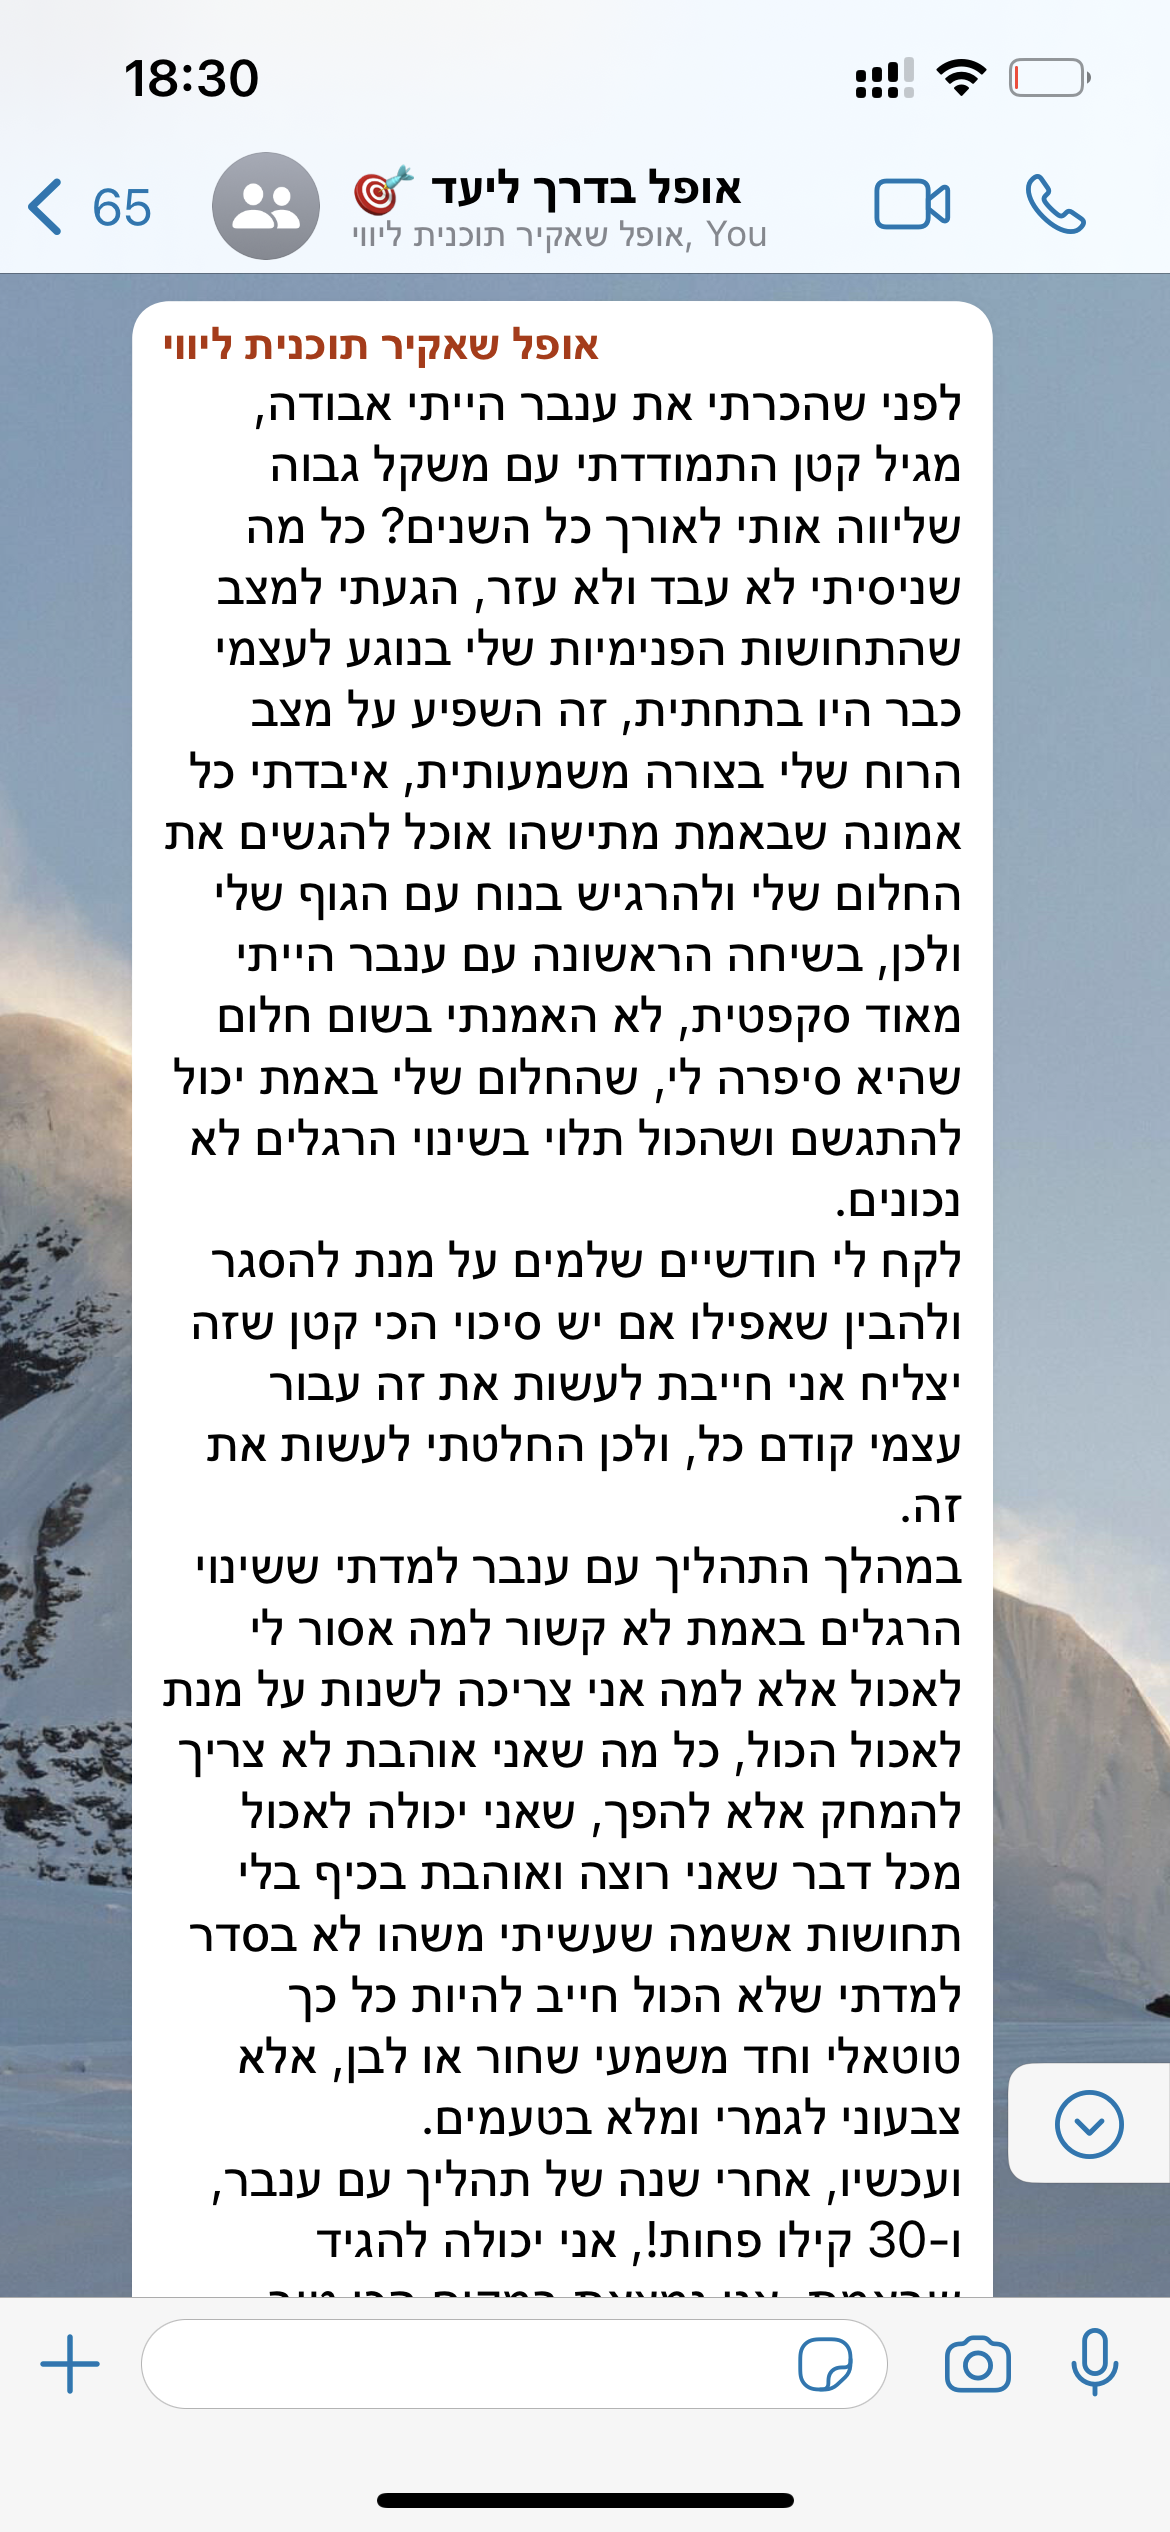 18:30
65
אופל בדרך ליעד
אופל שאקיר תוכנית ליווי, You
אופל שאקיר תוכנית ליווי
לפני שהכרתי את ענבר הייתי אבודה,
מגיל קטן התמודדתי עם משקל גבוה
שליווה אותי לאורך כל השנים? כל מה
שניסיתי לא עבד ולא עזר, הגעתי למצב
שהתחושות הפנימיות שלי בנוגע לעצמי
כבר היו בתחתית, זה השפיע על מצב
הרוח שלי בצורה משמעותית, איבדתי כל
אמונה שבאמת מתישהו אוכל להגשים את
החלום שלי ולהרגיש בנוח עם הגוף שלי
ולכן, בשיחה הראשונה עם ענבר הייתי
מאוד סקפטית, לא האמנתי בשום חלום
שהיא סיפרה לי, שהחלום שלי באמת יכול
להתגשם ושהכול תלוי בשינוי הרגלים לא
נכונים.
לקח לי חודשיים שלמים על מנת להסגר
ולהבין שאפילו אם יש סיכוי הכי קטן שזה
יצליח אני חייבת לעשות את זה עבור
עצמי קודם כל, ולכן החלטתי לעשות את
זה.
במהלך התהליך עם ענבר למדתי ששינוי
הרגלים באמת לא קשור למה אסור לי
לאכול אלא למה אני צריכה לשנות על מנת
לאכול הכול, כל מה שאני אוהבת לא צריך
להמחק אלא להפך, שאני יכולה לאכול
מכל דבר שאני רוצה ואוהבת בכיף בלי
תחושות אשמה שעשיתי משהו לא בסדר
למדתי שלא הכול חייב להיות כל כך
טוטאלי וחד משמעי שחור או לבן, אלא
צבעוני לגמרי ומלא בטעמים.
ועכשיו, אחרי שנה של תהליך עם ענבר,
ו-30 קילו פחות!, אני יכולה להגיד